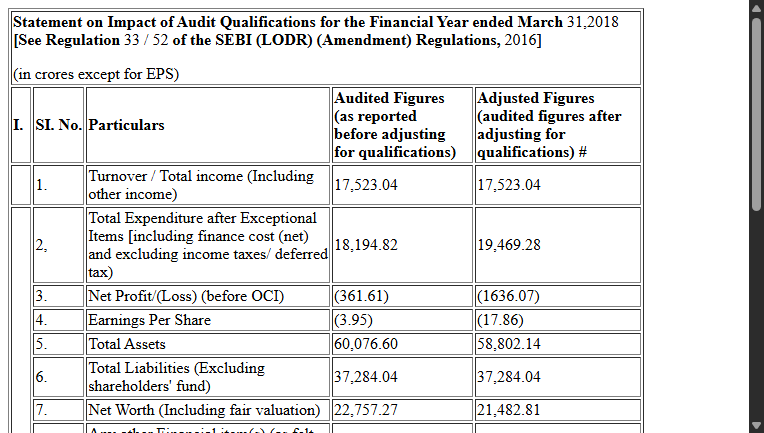 Statement on Impact of Audit Qualifications for the Financial Year ended March 31,2018
[See Regulation 33 / 52 of the SEBI (LODR) (Amendment) Regulations, 2016]
(in crores except for EPS)
I. SI. No. Particulars Audited Figures (as reported before adjusting for qualifications) Adjusted Figures (audited figures after adjusting for qualifications) #
1. Turnover / Total income (Including other income) 17,523.04 17,523.04
2, Total Expenditure after Exceptional Items [including finance cost (net) and excluding income taxes/ deferred tax) 18,194.82 19,469.28
3. Net Profit/(Loss) (before OCI) (361.61) (1636.07)
4. Earnings Per Share (3.95) (17.86)
5. Total Assets 60,076.60 58,802.14
6. Total Liabilities (Excluding shareholders' fund) 37,284.04 37,284.04
7. Net Worth (Including fair valuation) 22,757.27 21,482.81